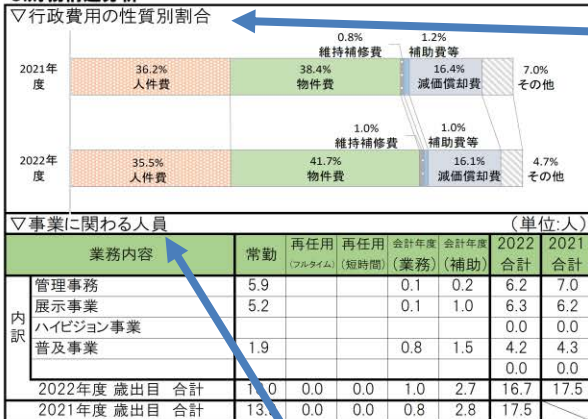 ▽行政費用の性質別割合
0.8% 1.2%
維持補修費 補助費等
2021年度 36.2% 38.4% 16.4% 7.0%
人件費 物件費 減価償却費 その他
1.0% 1.0%
維持補修費 補助費等
2022年度 35.5% 41.7% 16.1% 4.7%
人件費 物件費 減価償却費 その他
▽事業に関わる人員 (単位:人)
業務内容 常勤 再任用(フルタイム) 再任用(短時間) 会計年度(業務) 会計年度(補助) 2022合計 2021合計
内訳
管理事務 5.9 0.1 0.2 6.2 7.0
展示事業 5.2 0.1 1.0 6.3 6.2
ハイビジョン事業 0.0 0.0
普及事業 1.9 0.8 1.5 4.2 4.3
0.0 0.0
2022年度 歳出目 合計 0.0 0.0 1.0 2.7 16.7 17.5
2021年度 歳出目 合計 0.0 0.0 0.8 2.8 17.5